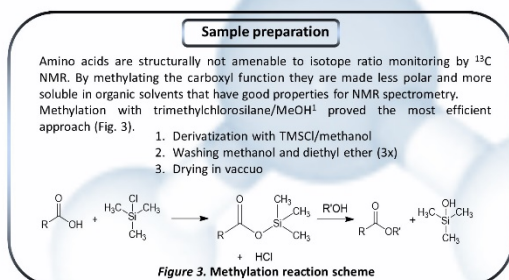 Sample preparation
Amino acids are structurally not amenable to isotope ratio monitoring by ¹³C
NMR. By methylating the carboxyl function they are made less polar and more
soluble in organic solvents that have good properties for NMR spectrometry.
Methylation with trimethylchlorosilane/MeOH¹ proved the most efficient
approach (Fig. 3).
1. Derivatization with TMSCl/methanol
2. Washing methanol and diethyl ether (3x)
3. Drying in vaccuo
R O OH + H₃C Cl Si CH₃ CH₃ R O O Si CH₃ CH₃ CH₃ R'OH R O OR' + H₃C OH Si CH₃ CH₃
+ HCl
Figure 3. Methylation reaction scheme